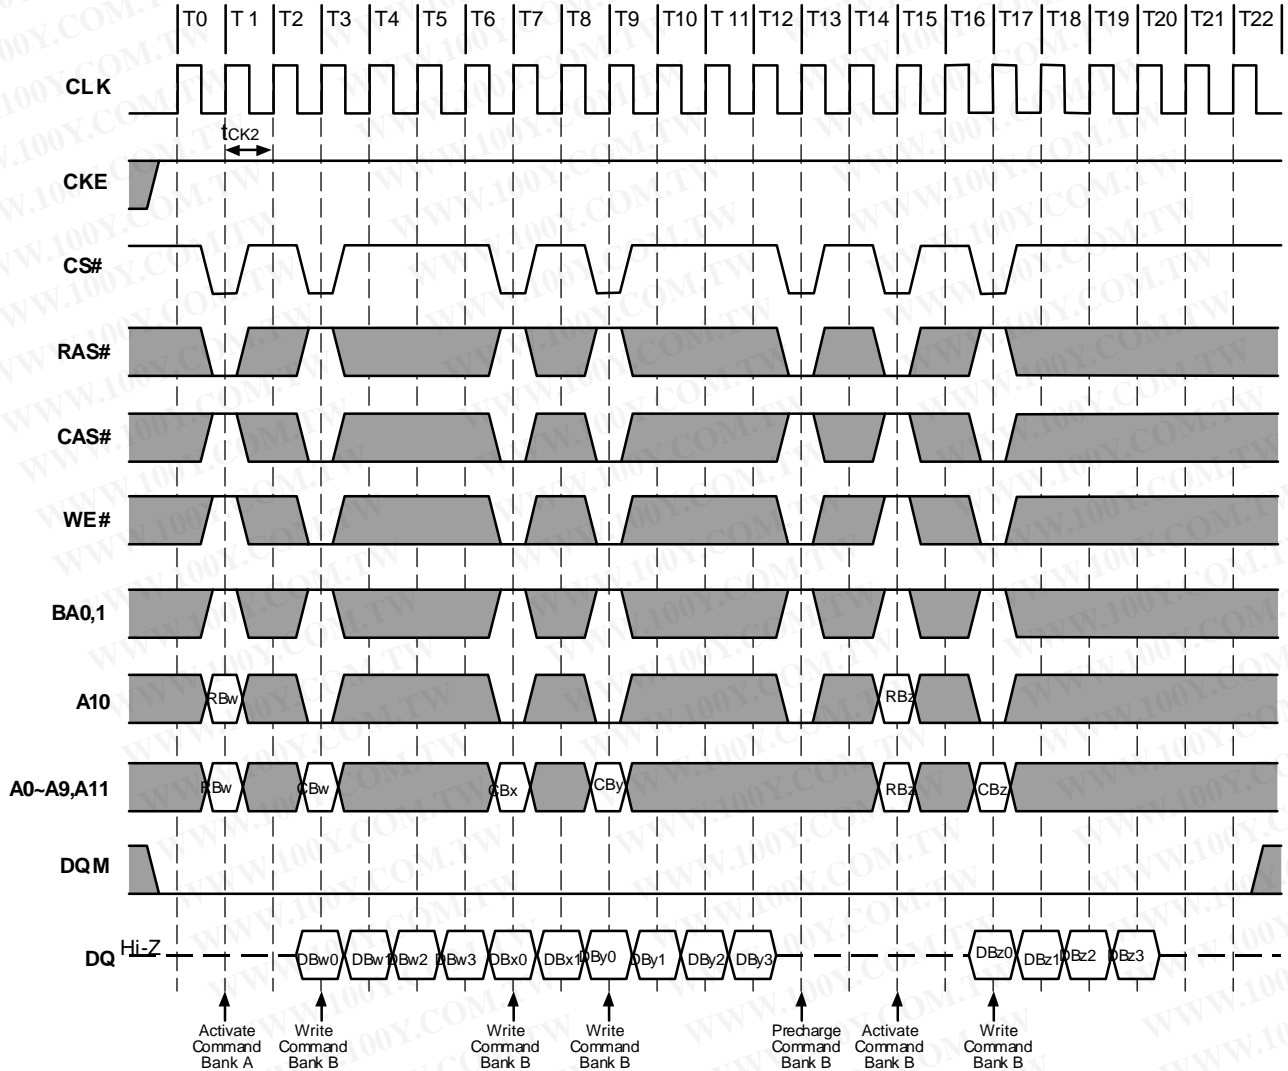 T0 T 1 T2 T3 T4 T5 T6 T7 T8 T9 T10 T 11 T12 T13 T14 T15 T16 T17 T18 T19 T20 T21 T22
CLK
tCK2
CKE
CS#
RAS#
CAS#
WE#
BA0,1
A10 RBw RBz
A0~A9,A11 RBw CBw CBx CBy RBz CBz
DQM
DQ Hi-Z DBw0 DBw1 DBw2 DBw3 DBx0 DBx1 DBy0 DBy1 DBy2 DBy3 DBz0 DBz1 DBz2 DBz3
Activate Command Bank A
Write Command Bank B
Write Command Bank B
Write Command Bank B
Precharge Command Bank B
Activate Command Bank B
Write Command Bank B
WWW.100Y.COM.TW